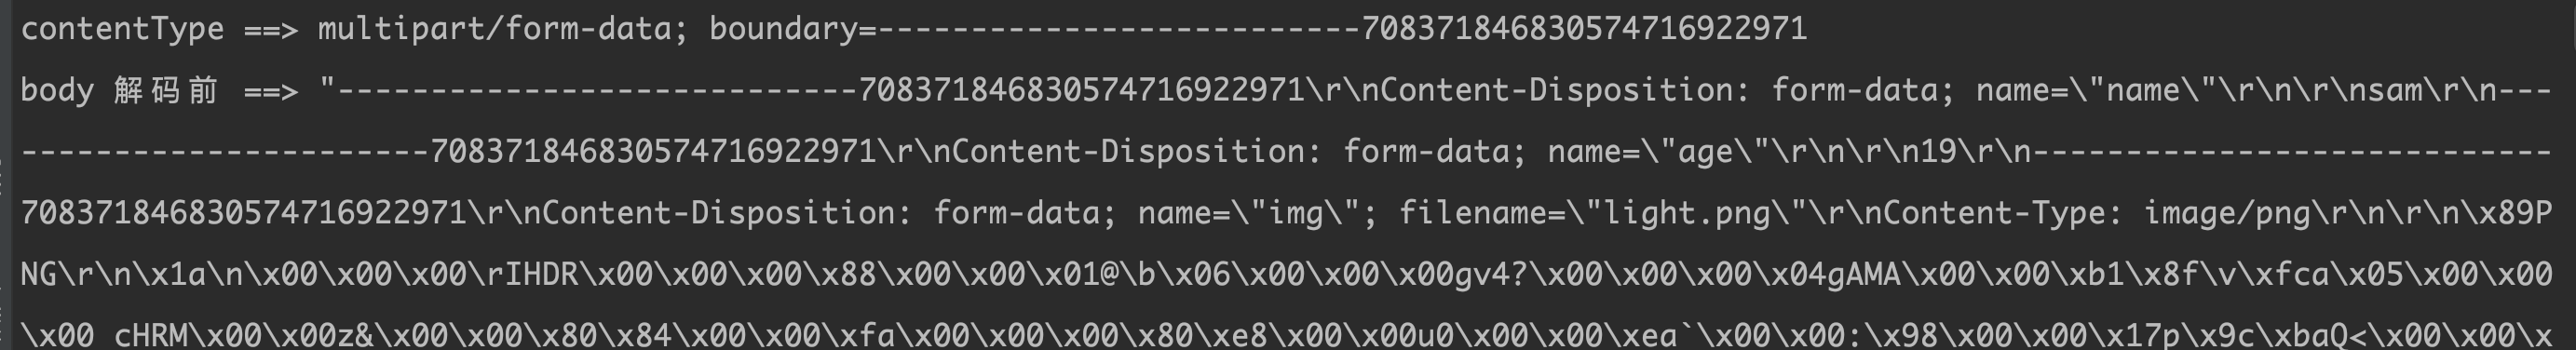 contentType ==> multipart/form-data; boundary=--------------------------708371846830574716922971
body 解码前 ==> "----------------------------708371846830574716922971\r\nContent-Disposition: form-data; name=\"name\"\r\n\r\nsam\r\n---
----------------------708371846830574716922971\r\nContent-Disposition: form-data; name=\"age\"\r\n\r\n19\r\n----------------------------
708371846830574716922971\r\nContent-Disposition: form-data; name=\"img\"; filename=\"light.png\"\r\nContent-Type: image/png\r\n\r\n\x89P
NG\r\n\x1a\n\x00\x00\x00\rIHDR\x00\x00\x00\x88\x00\x00\x01@\b\x06\x00\x00\x00gv4?\x00\x00\x00\x04gAMA\x00\x00\xb1\x8f\v\xfca\x05\x00\x00
\x00 cHRM\x00\x00z&\x00\x00\x80\x84\x00\x00\xfa\x00\x00\x00\x80\xe8\x00\x00u0\x00\x00\xea`\x00\x00:\x98\x00\x00\x17p\x9c\xbaQ<\x00\x00\x